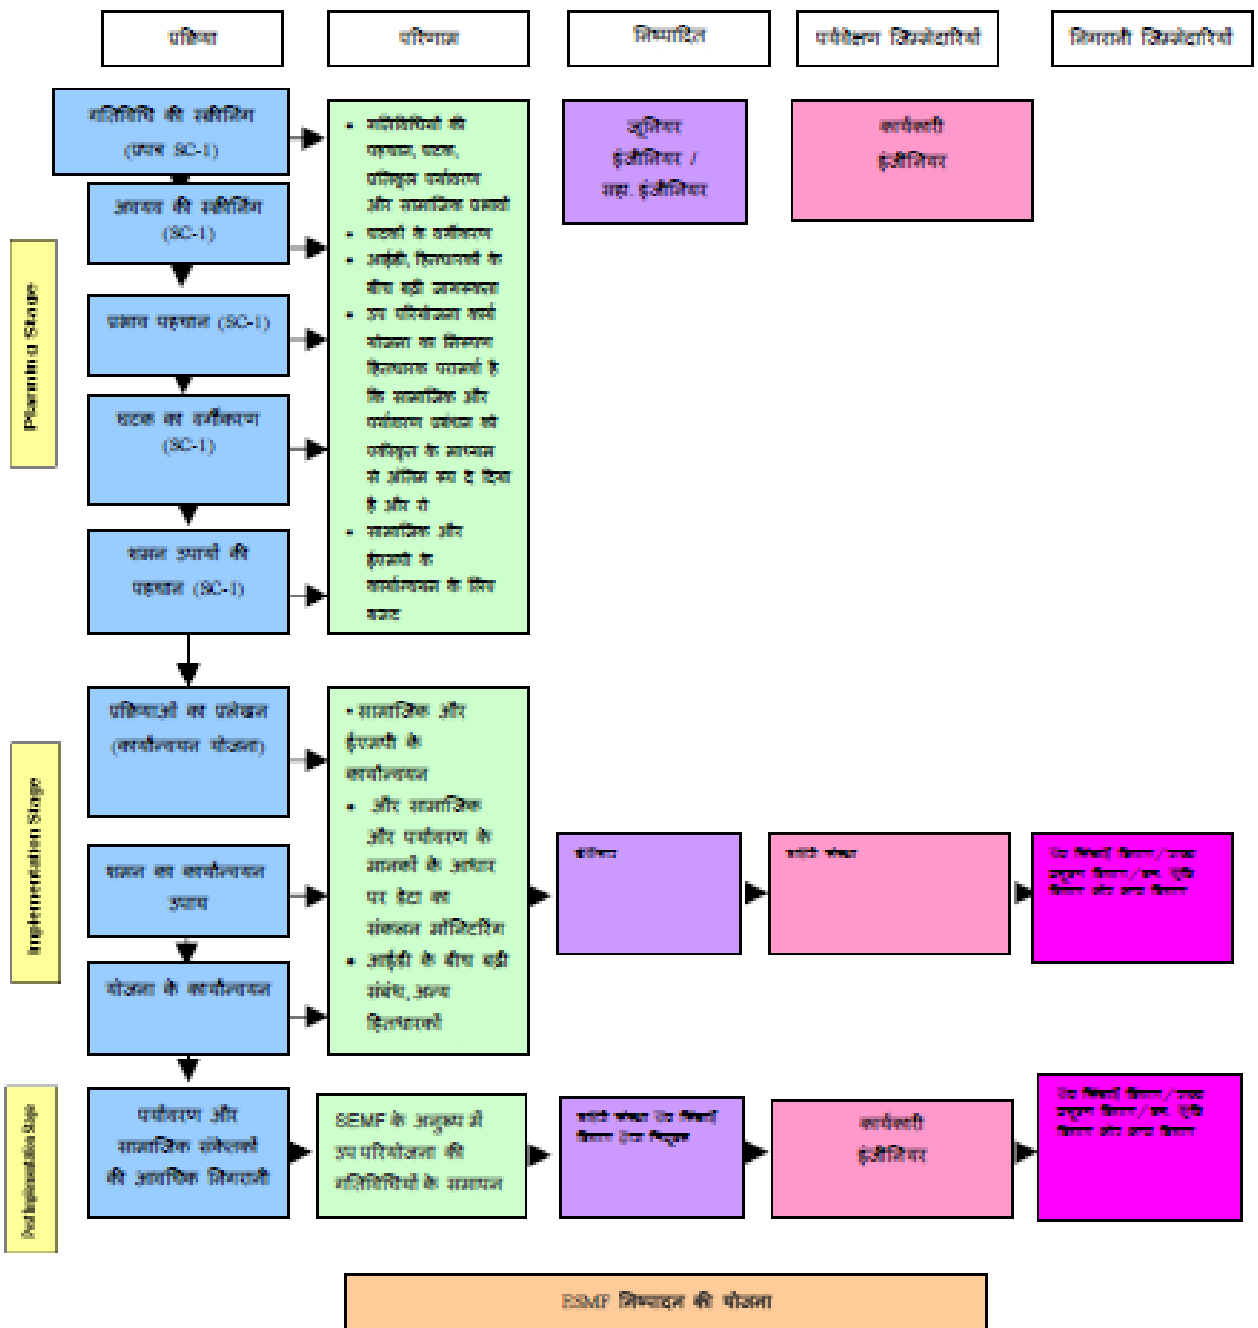 प्रक्रिया
परिणाम
निष्पादित
पर्यवेक्षण जिम्मेदारियाँ
निगरानी जिम्मेदारियाँ
Planning Stage
गतिविधि की स्क्रीनिंग
(प्रपत्र SC-1)
अवयव की स्क्रीनिंग
(SC-1)
प्रभाव पहचान (SC-1)
घटक का वर्गीकरण
(SC-1)
शमन उपायों की
पहचान (SC-1)
• गतिविधियों की
पहचान, घटक,
प्रतिकूल पर्यावरण
और सामाजिक प्रभावों
• घटकों के वर्गीकरण
• आईडी, हितधारकों के
बीच बढ़ी जागरूकता
• उप परियोजना कार्य
योजना का निरूपण
हितधारक परामर्श है
कि सामाजिक और
पर्यावरण प्रबंधन की
के माध्यम
से अंतिम रूप दे दिया
है और
• सामाजिक और
ईएमपी के
कार्यान्वयन के लिए
बजट
जूनियर
इंजीनियर /
सहा. इंजीनियर
कार्यकारी
इंजीनियर
Implementation Stage
प्रक्रियाओं का प्रलेखन
(कार्यान्वयन योजना)
शमन का कार्यान्वयन
उपाय
योजना के कार्यान्वयन
• सामाजिक और
ईएमपी के
कार्यान्वयन
• और सामाजिक
और पर्यावरण के
मानकों के आधार
पर डेटा का
संकलन मॉनिटरिंग
• आईडी के बीच बढ़ी
संबंध, अन्य
हितधारकों
Post Implementation Stage
पर्यावरण और
सामाजिक संकेतकों
की आवधिक निगरानी
SEMF के अनुरूप में
उप परियोजना की
गतिविधियों के समापन
कार्यकारी
इंजीनियर
ESMF निष्पादन की योजना